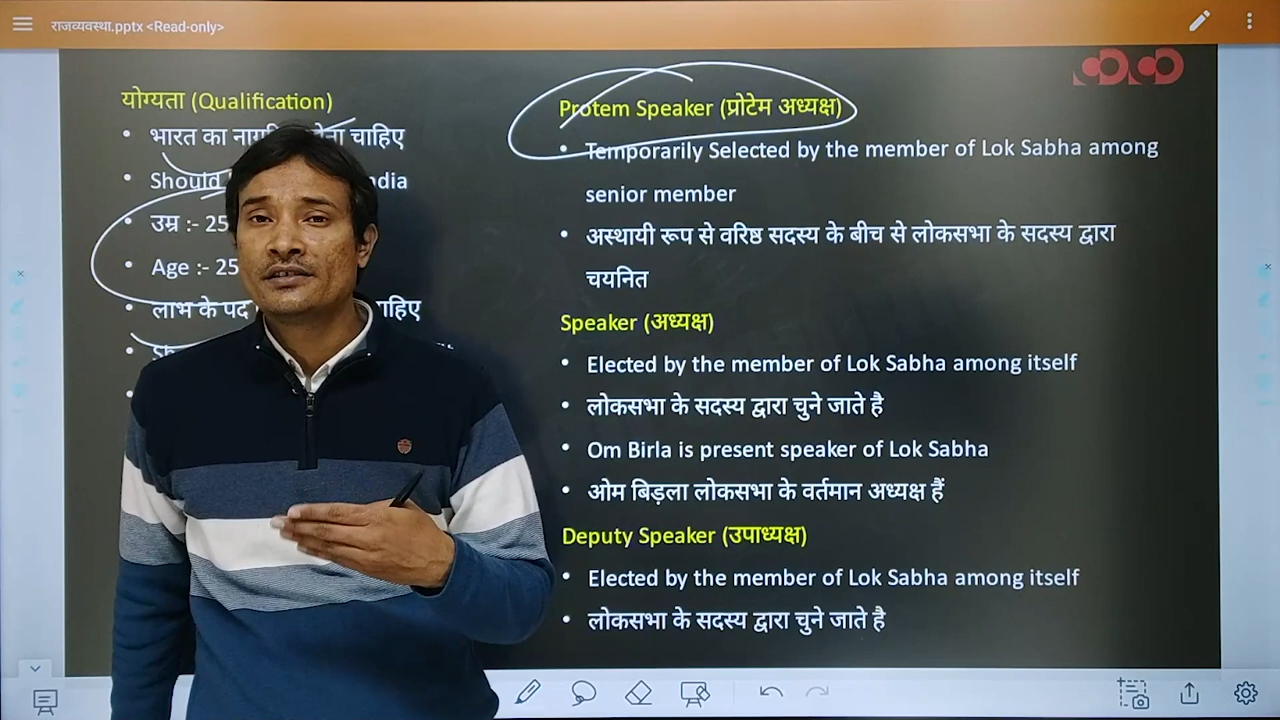 राजव्यवस्था.pptx <Read-only>
योग्यता (Qualification)
• भारत का चाहिए
• Should
• उम्र :- 25
• Age :- 25
• लाभ के पद
Protem Speaker (प्रोटेम अध्यक्ष)
• Temporarily Selected by the member of Lok Sabha among
senior member
• अस्थायी रूप से वरिष्ठ सदस्य के बीच से लोकसभा के सदस्य द्वारा
चयनित
Speaker (अध्यक्ष)
• Elected by the member of Lok Sabha among itself
• लोकसभा के सदस्य द्वारा चुने जाते है
• Om Birla is present speaker of Lok Sabha
• ओम बिड़ला लोकसभा के वर्तमान अध्यक्ष हैं
Deputy Speaker (उपाध्यक्ष)
• Elected by the member of Lok Sabha among itself
• लोकसभा के सदस्य द्वारा चुने जाते है